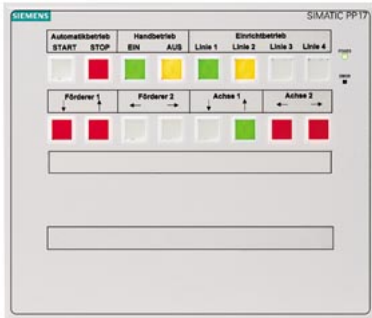 SIEMENS SIMATIC PP17
Automatikbetrieb Handbetrieb Einrichtbetrieb
START STOP EIN AUS Linie 1 Linie 2 Linie 3 Linie 4
POWER
Förderer 1 Förderer 2 Achse 1 Achse 2